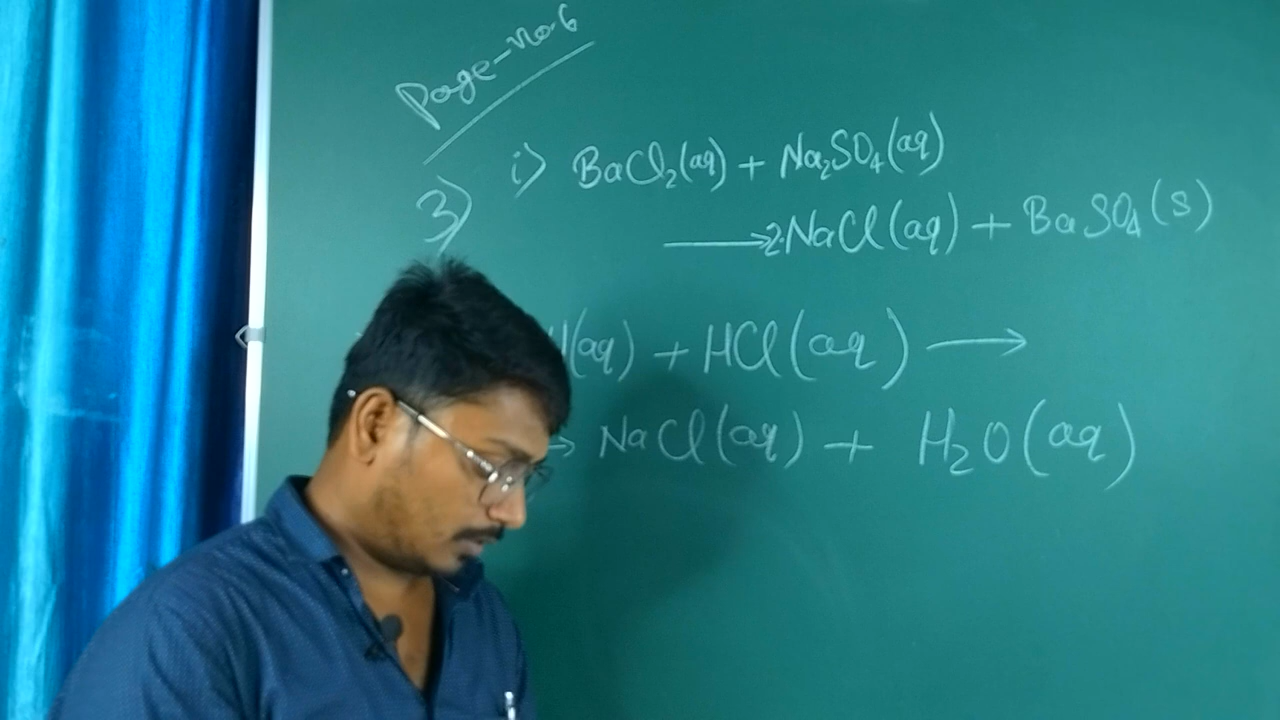 Page-No-6
3) i) BaCl₂(aq) + Na₂SO₄(aq)
⟶ 2NaCl(aq) + BaSO₄(s)
(aq) + HCl(aq) ⟶
→ NaCl(aq) + H₂O(aq)